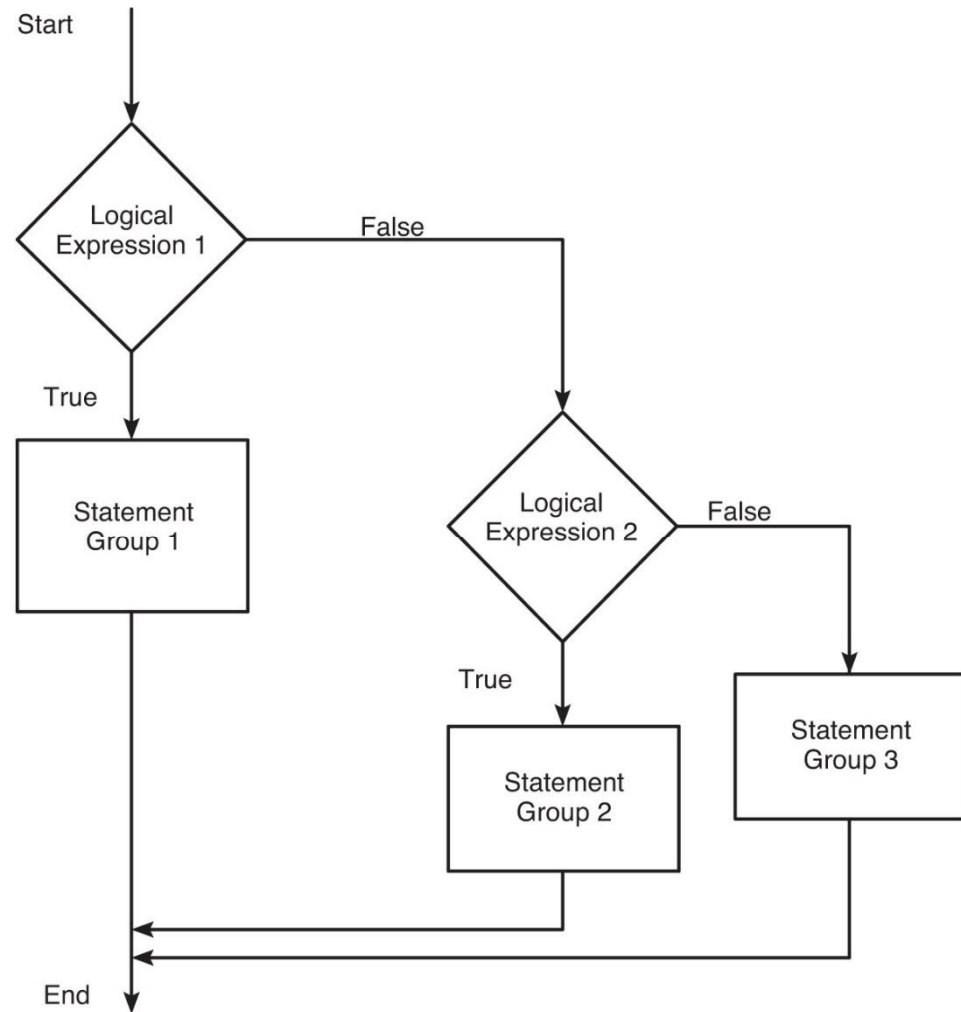 Start
Logical
Expression 1
False
True
Statement
Group 1
Logical
Expression 2
False
True
Statement
Group 2
Statement
Group 3
End